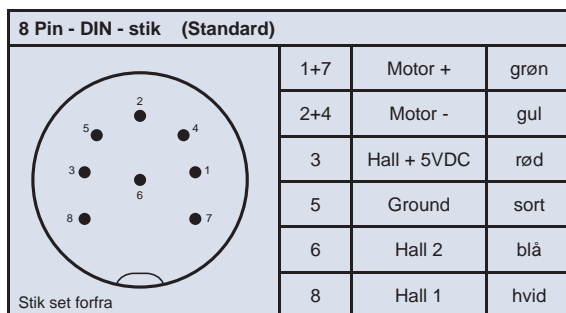 8 Pin - DIN - stik (Standard)
2
5 4
3 1
6
8 7
Stik set forfra
1+7 Motor + grøn
2+4 Motor - gul
3 Hall + 5VDC rød
5 Ground sort
6 Hall 2 blå
8 Hall 1 hvid